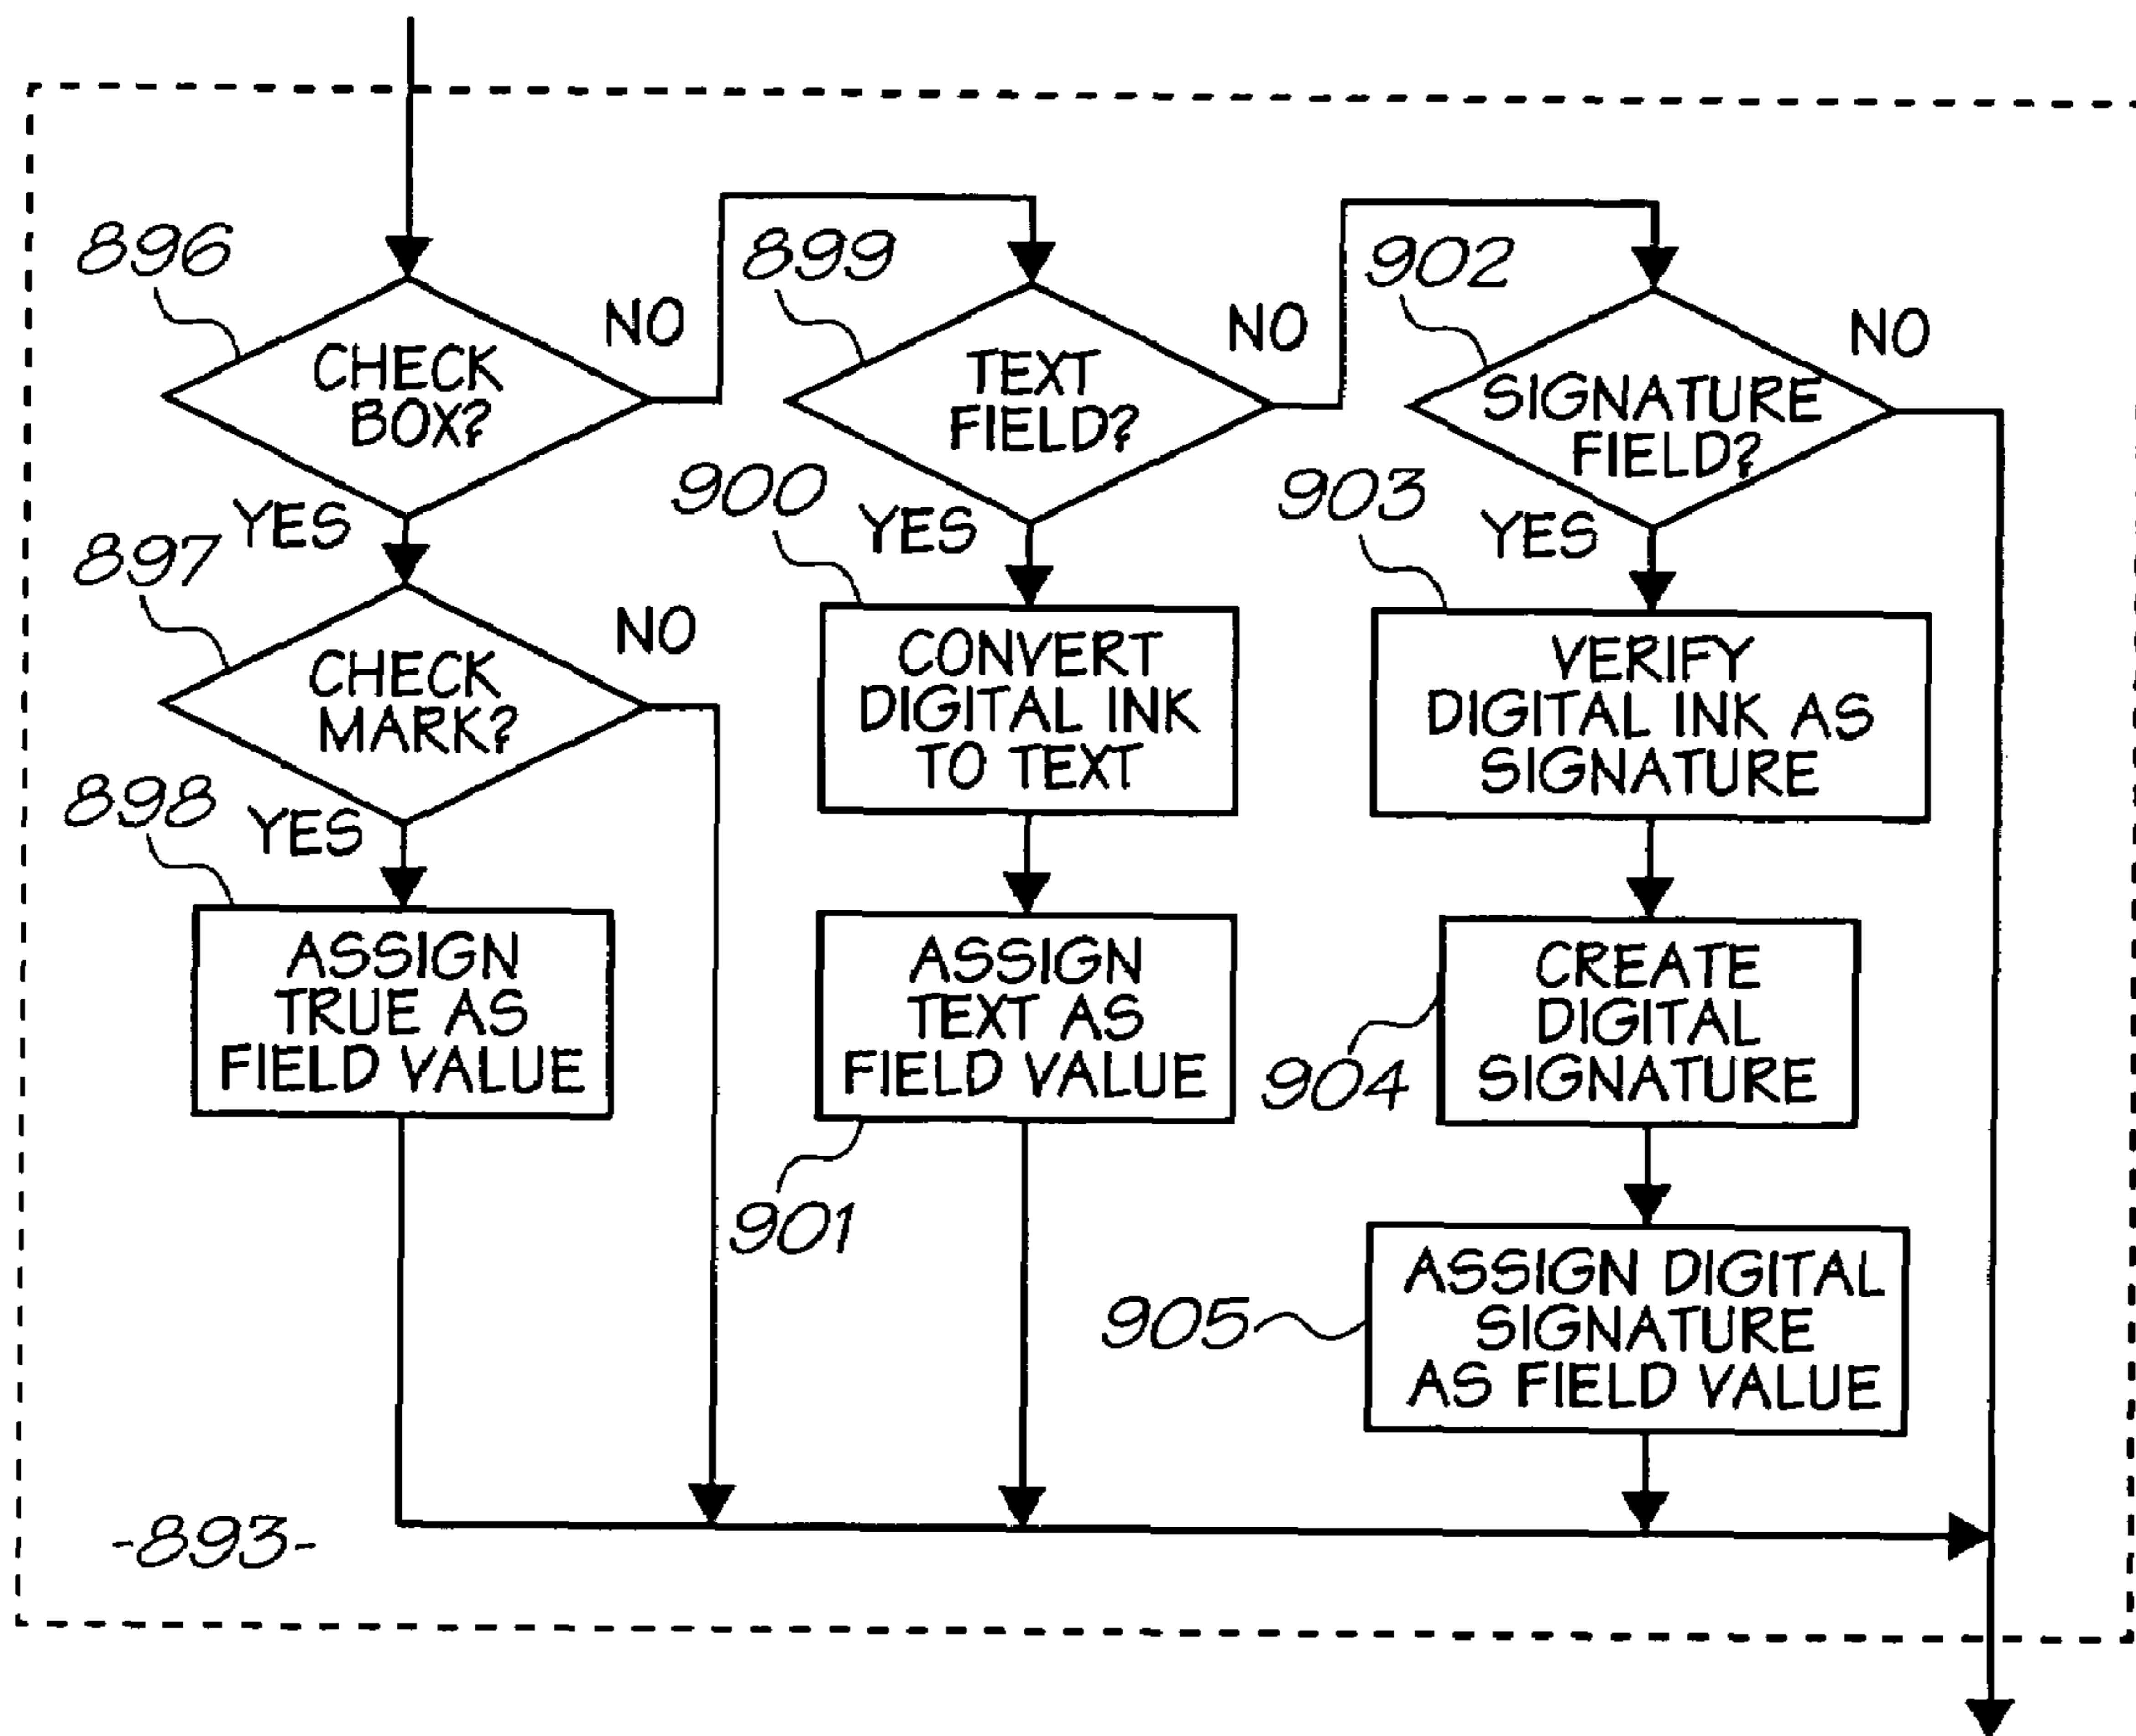 896
CHECK
BOX?
NO
YES
897
CHECK
MARK?
NO
YES
898
ASSIGN
TRUE AS
FIELD VALUE
899
TEXT
FIELD?
NO
YES
900
CONVERT
DIGITAL INK
TO TEXT
ASSIGN
TEXT AS
FIELD VALUE
901
902
SIGNATURE
FIELD?
NO
YES
903
VERIFY
DIGITAL INK AS
SIGNATURE
CREATE
DIGITAL
SIGNATURE
904
ASSIGN DIGITAL
SIGNATURE
AS FIELD VALUE
905
-893-